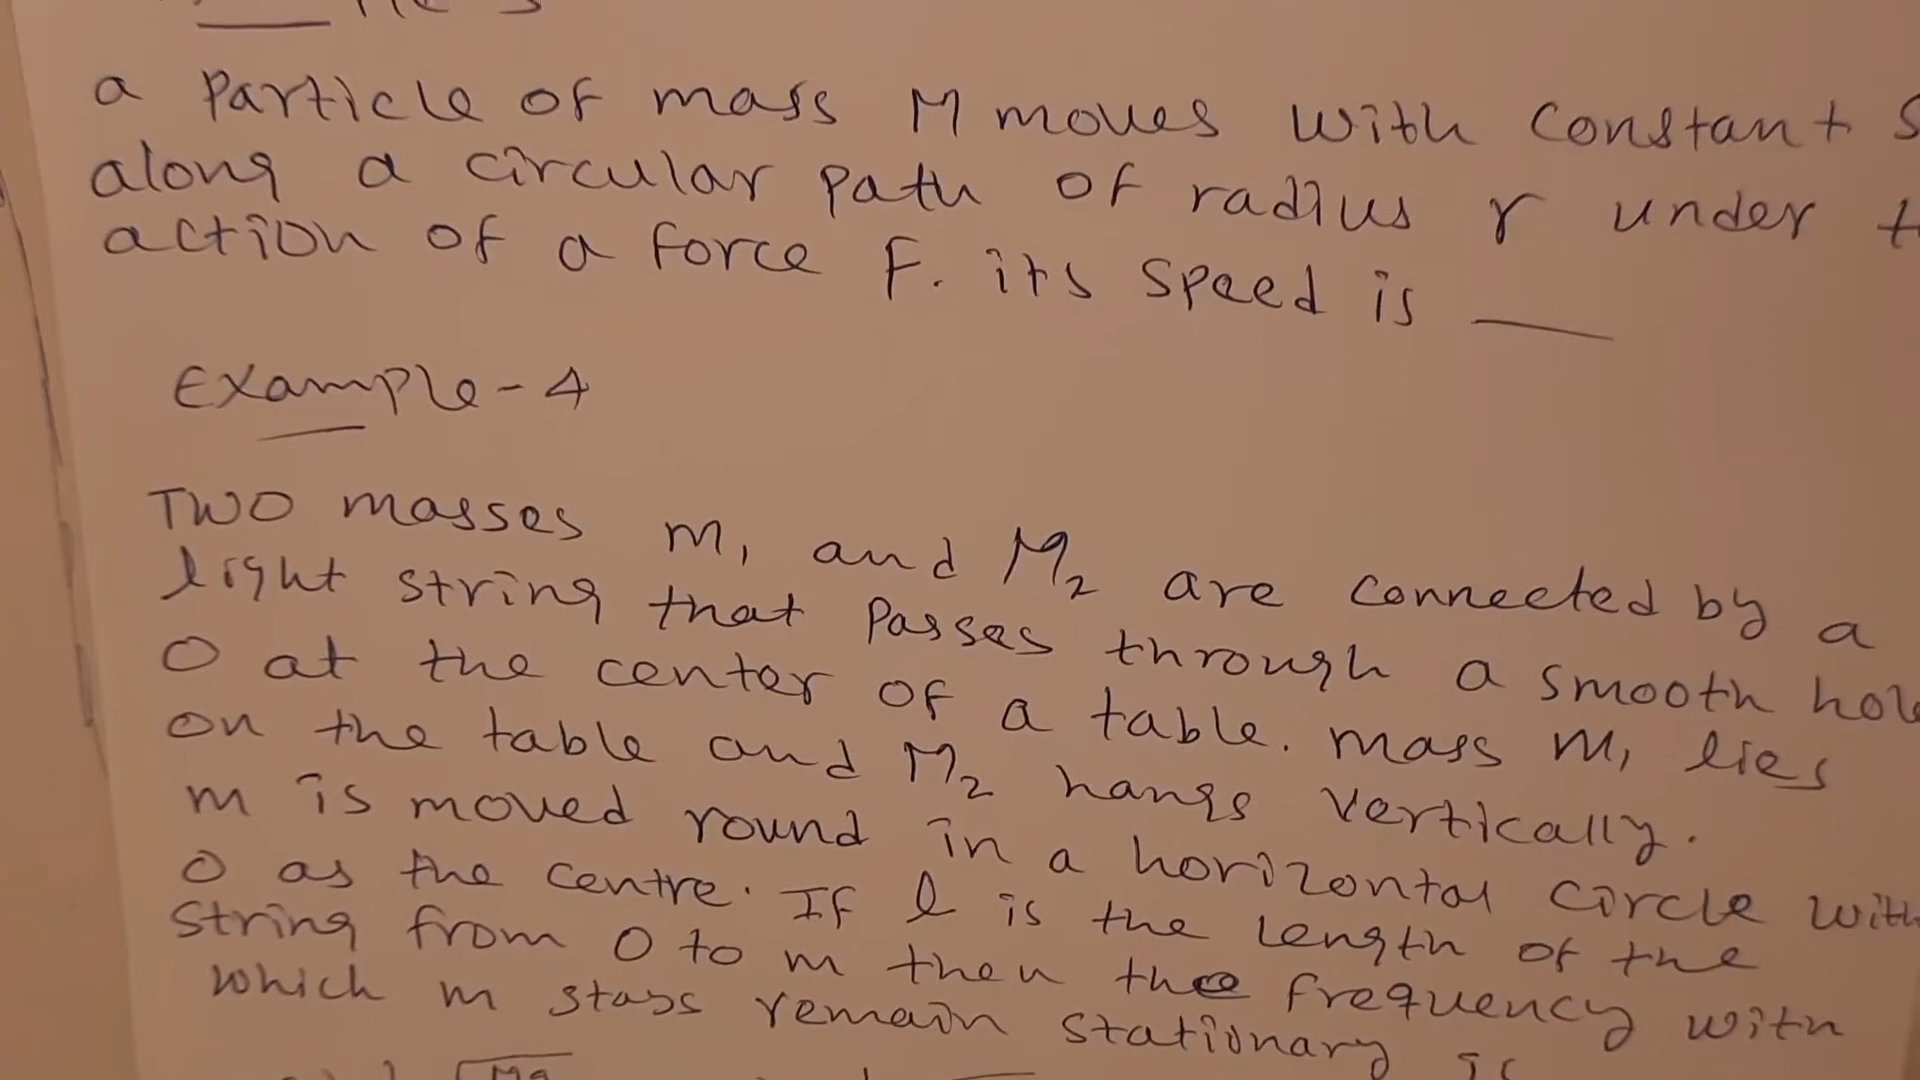 a particle of mass M moves with constant
along a circular path of radius r under
action of a force F. its speed is ___
Example-4
Two masses m, and M2 are connected by a
light string that passes through a smooth
O at the center of a table. mass m, lies
on the table and M2 hangs vertically.
m is moved round in a horizontal circle with
O as the centre. If l is the length of the
string from O to m then the frequency with
which m stays remain stationary is